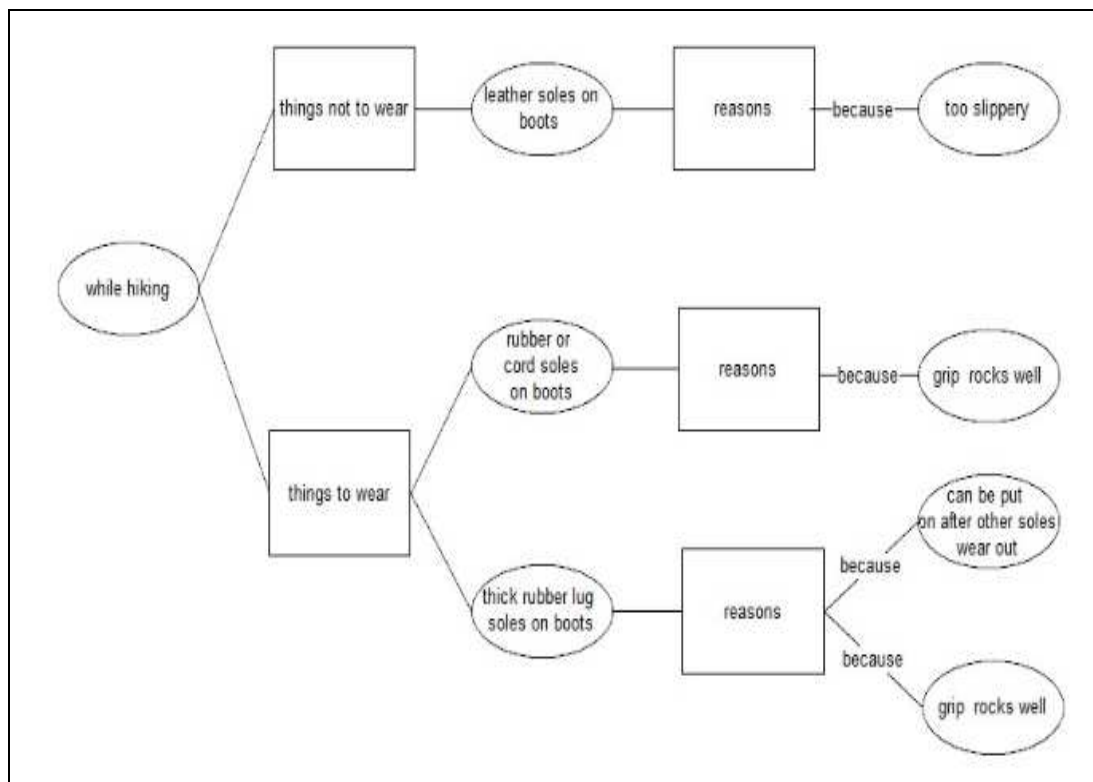 things not to wear
leather soles on
boots
reasons
because
too slippery
while hiking
rubber or
cord soles
on boots
reasons
because
grip rocks well
things to wear
can be put
on after other soles
wear out
because
thick rubber lug
soles on boots
reasons
because
grip rocks well